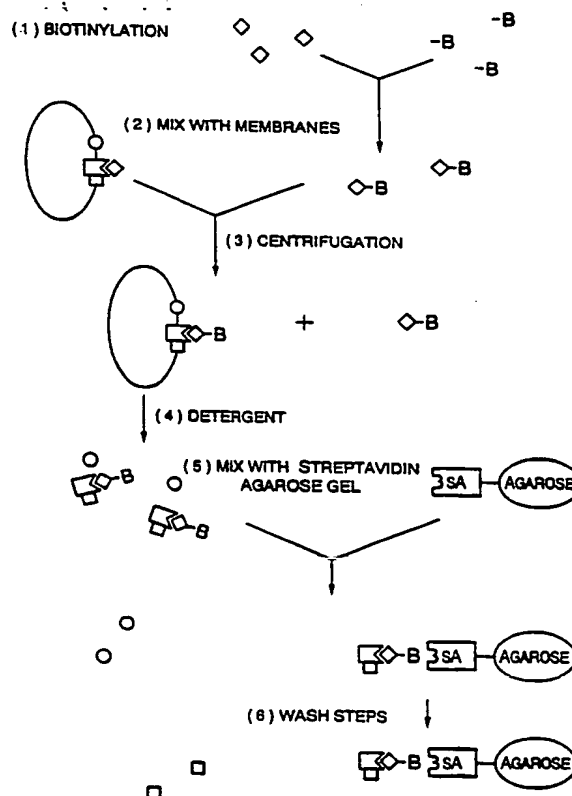 (1) BIOTINYLATION
-B
-B
-B
(2) MIX WITH MEMBRANES
-B
-B
(3) CENTRIFUGATION
-B
+
-B
(4) DETERGENT
-B
(5) MIX WITH STREPTAVIDIN
AGAROSE GEL
SA
AGAROSE
-B
-B
SA
AGAROSE
(6) WASH STEPS
-B
SA
AGAROSE